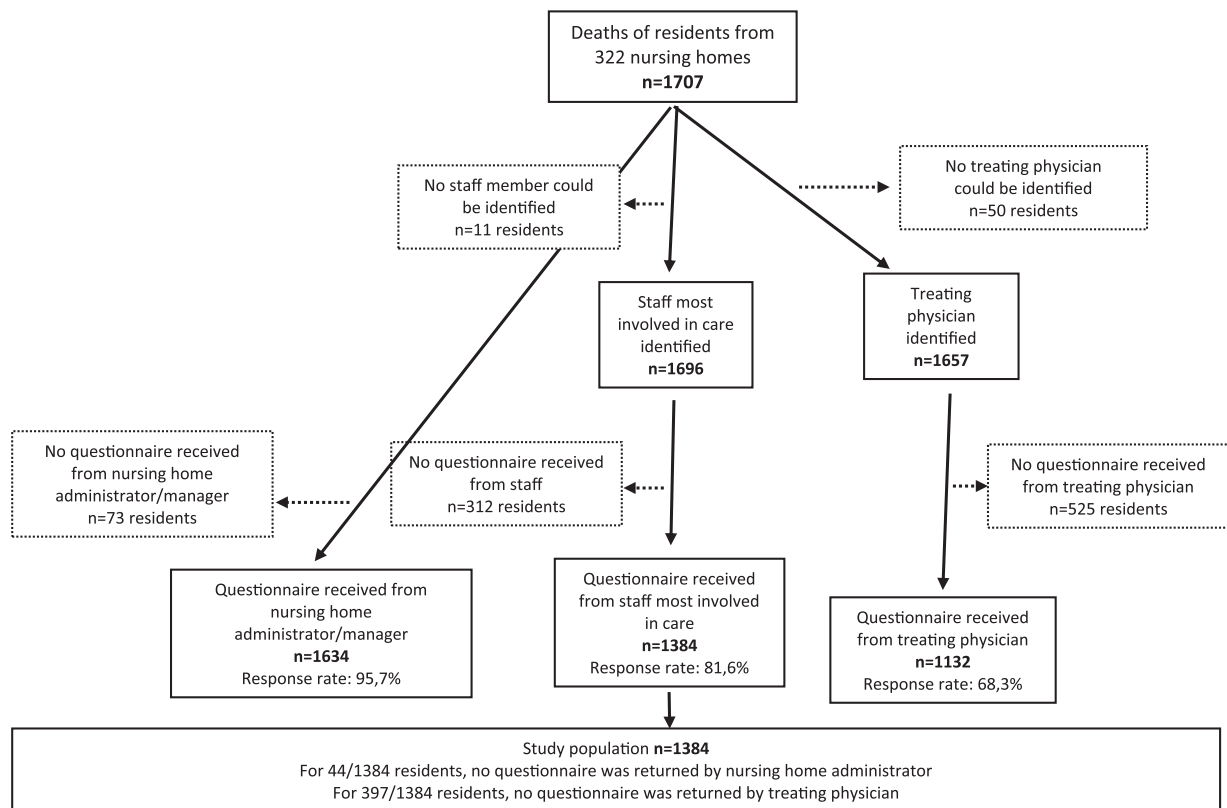 Deaths of residents from
322 nursing homes
n=1707
No staff member could
be identified
n=11 residents
No treating physician
could be identified
n=50 residents
Staff most
involved in care
identified
n=1696
Treating
physician
identified
n=1657
No questionnaire received
from nursing home
administrator/manager
n=73 residents
No questionnaire received
from staff
n=312 residents
No questionnaire received
from treating physician
n=525 residents
Questionnaire received from
nursing home
administrator/manager
n=1634
Response rate: 95,7%
Questionnaire received
from staff most involved
in care
n=1384
Response rate: 81,6%
Questionnaire received
from treating physician
n=1132
Response rate: 68,3%
Study population n=1384
For 44/1384 residents, no questionnaire was returned by nursing home administrator
For 397/1384 residents, no questionnaire was returned by treating physician